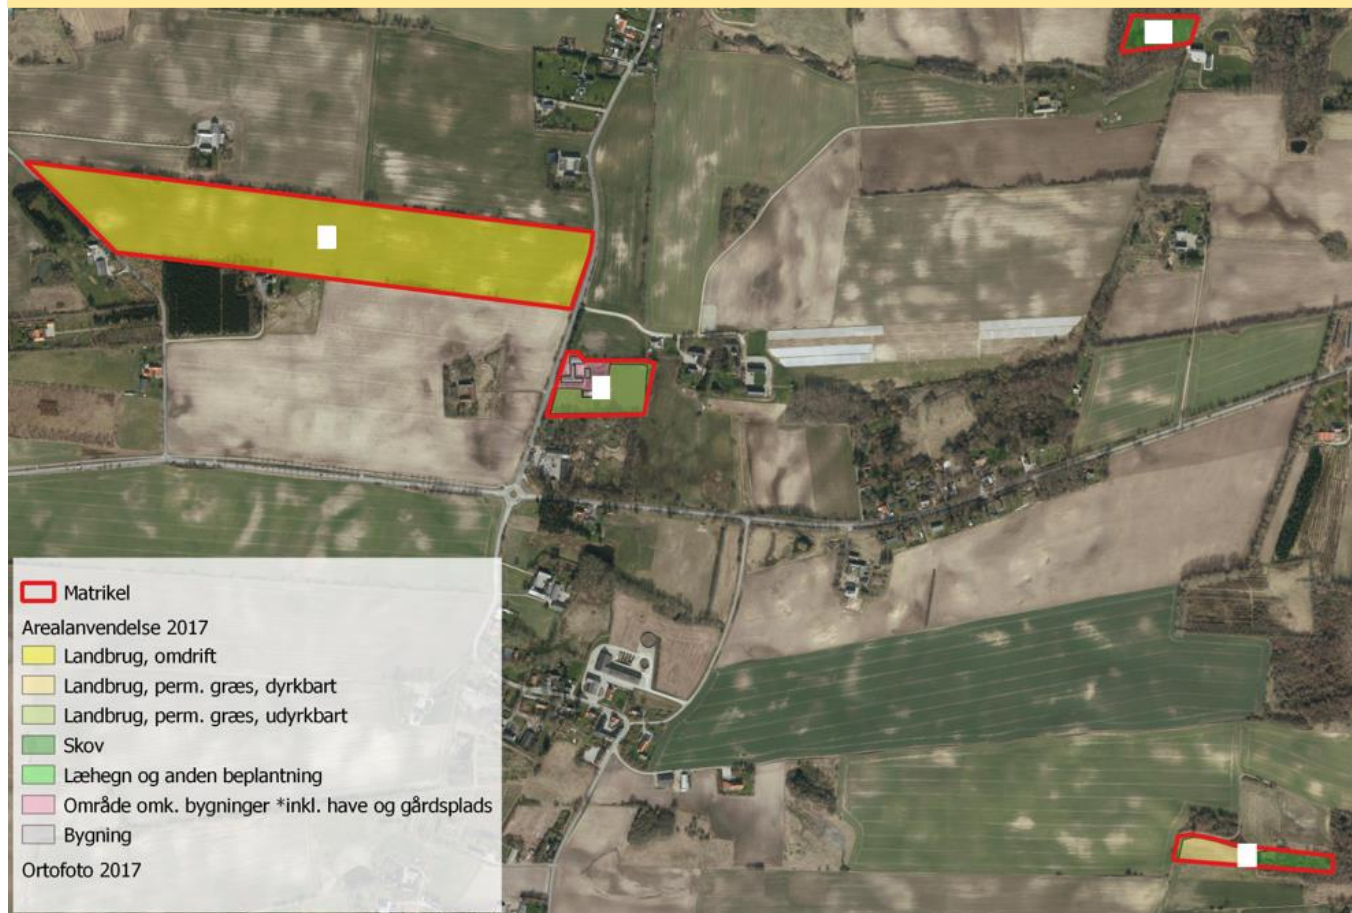 Matrikel
Arealanvendelse 2017
Landbrug, omdrift
Landbrug, perm. græs, dyrkbart
Landbrug, perm. græs, udyrkbart
Skov
Læhegn og anden beplantning
Område omk. bygninger *inkl. have og gårdsplads
Bygning
Ortofoto 2017